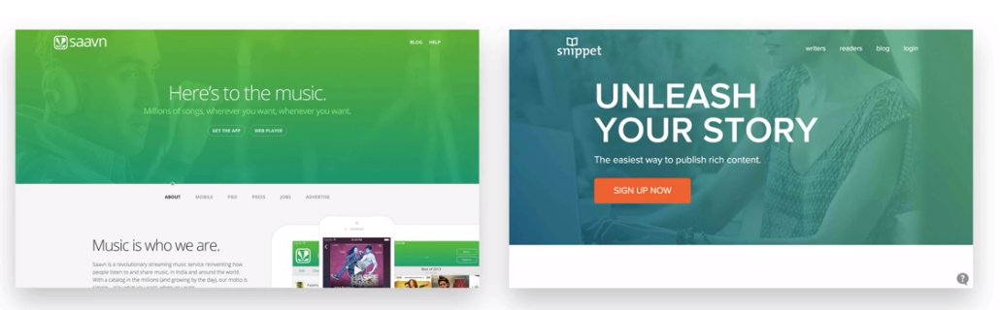 saavn
BLOG HELP
Here's to the music.
Millions of songs, wherever you want, whenever you want.
GET THE APP WEB PLAYER
ABOUT MOBILE PRO PRESS JOBS ADVERTISE
Music is who we are.
Saavn is a revolutionary streaming music service reinventing how
people listen to and share music, in India and around the world.
With a catalog in the millions (and growing by the day), our motto is
Best of 2013
snippet
writers readers blog login
UNLEASH
YOUR STORY
The easiest way to publish rich content.
SIGN UP NOW
?